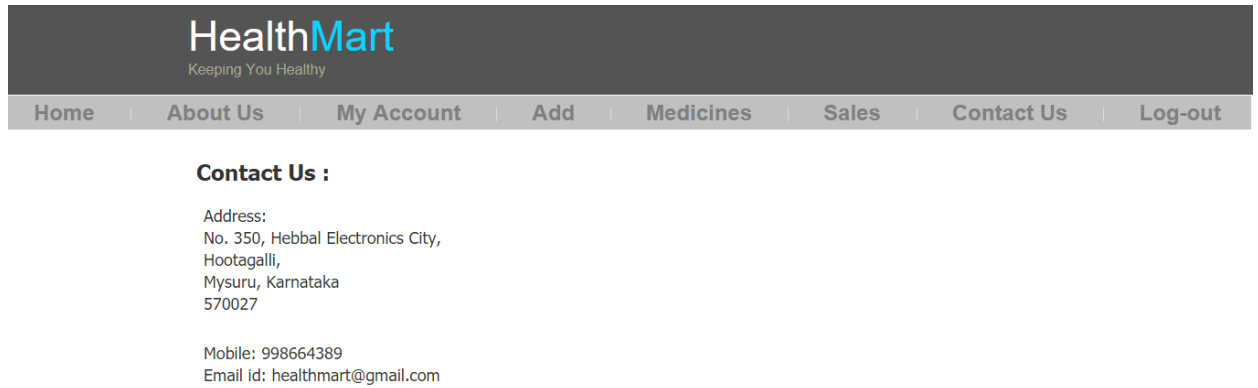 HealthMart
Keeping You Healthy
Home About Us My Account Add Medicines Sales Contact Us Log-out
Contact Us :
Address:
No. 350, Hebbal Electronics City,
Hootagalli,
Mysuru, Karnataka
570027
Mobile: 998664389
Email id: healthmart@gmail.com